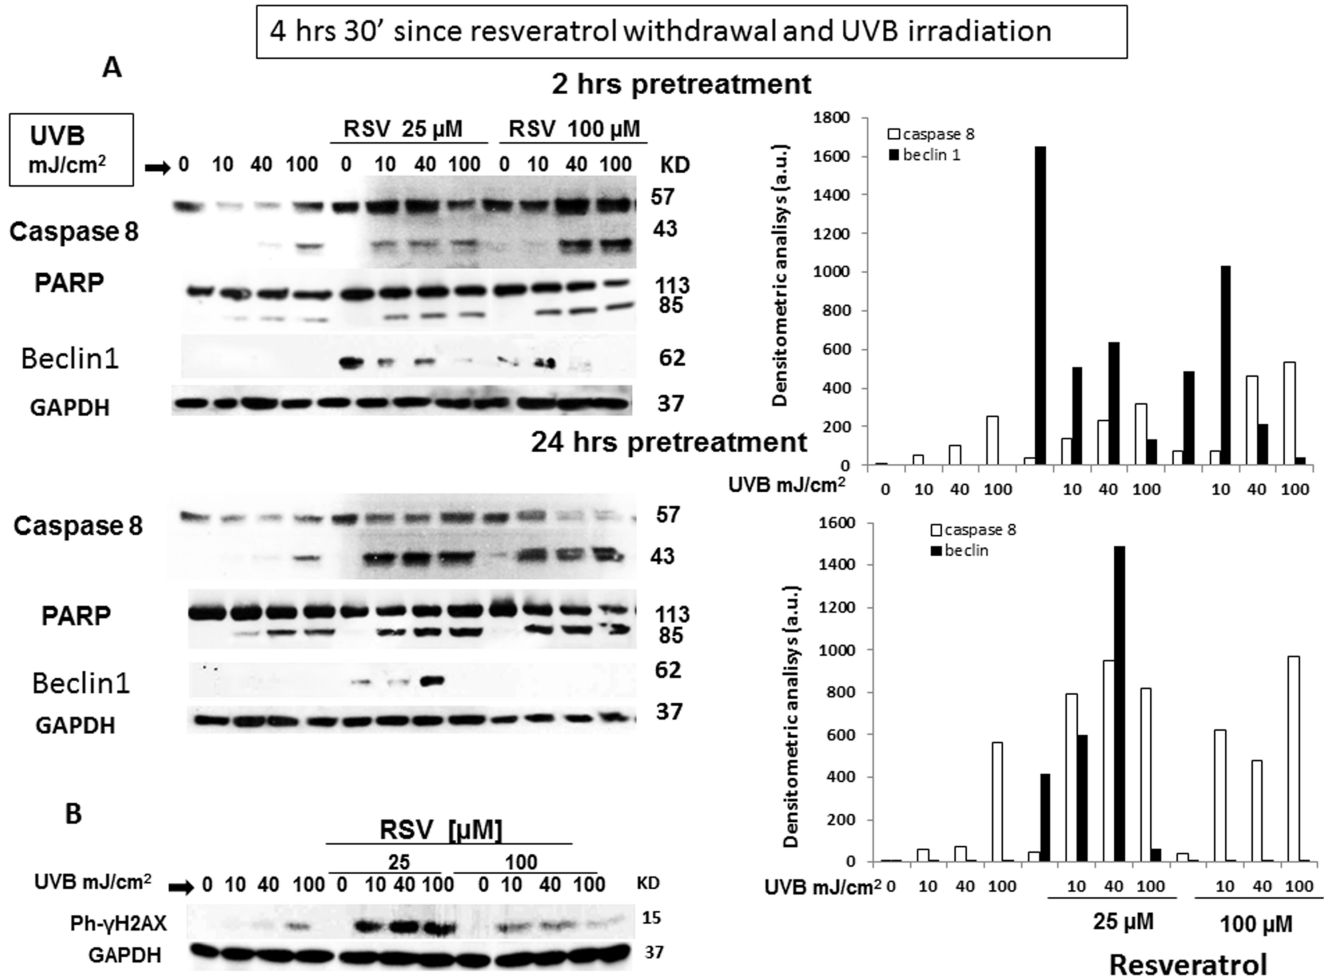 4 hrs 30’ since resveratrol withdrawal and UVB irradiation
A
2 hrs pretreatment
UVB
mJ/cm2
RSV 25 µM RSV 100 µM
0 10 40 100 0 10 40 100 0 10 40 100 KD
Caspase 8
57
43
PARP
113
85
Beclin1 62
GAPDH 37
1800
1600
1400
1200
1000
800
600
400
200
0
Densitometric analisys (a.u.)
caspase 8
beclin 1
UVB mJ/cm2 0 10 40 100 10 40 100 10 40 100
24 hrs pretreatment
Caspase 8
57
43
PARP
113
85
Beclin1
62
GAPDH
37
1600
1400
1200
1000
800
600
400
200
0
Densitometric analisys (a.u.)
caspase 8
beclin
UVB mJ/cm2 0 10 40 100 10 40 100 10 40 100
25 µM 100 µM
Resveratrol
B
RSV [µM]
25 100
UVB mJ/cm2 0 10 40 100 0 10 40 100 0 10 40 100 KD
Ph-γH2AX 15
GAPDH 37